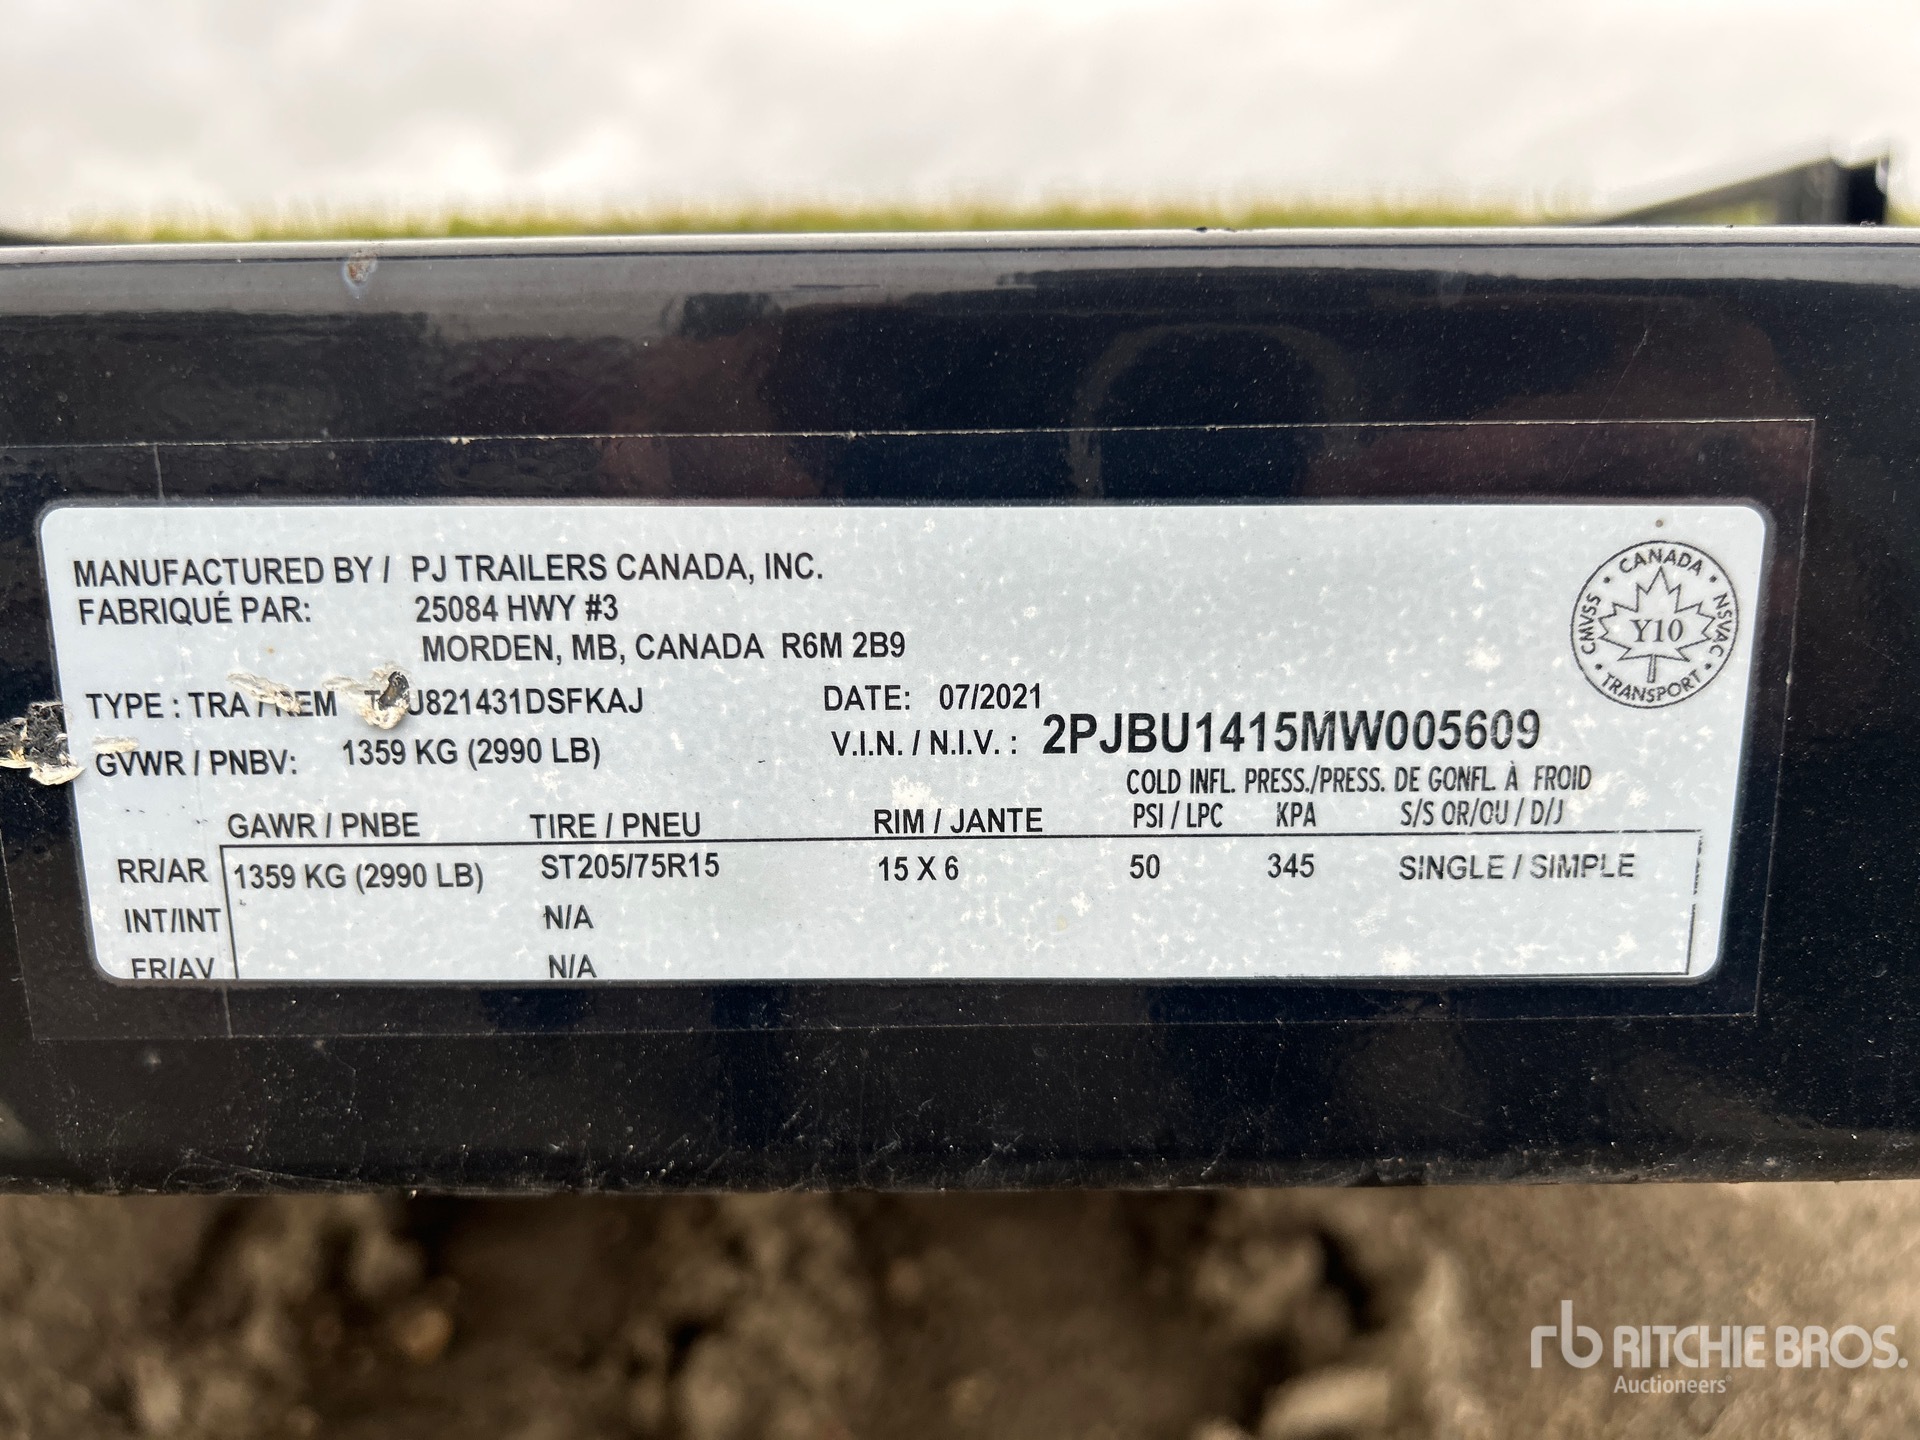 MANUFACTURED BY / PJ TRAILERS CANADA, INC.
FABRIQUÉ PAR: 25084 HWY #3
MORDEN, MB, CANADA R6M 2B9
TYPE : TRA / REM U821431DSFKAJ DATE: 07/2021
GVWR / PNBV: 1359 KG (2990 LB) V.I.N. / N.I.V. : 2PJBU1415MW005609
COLD INFL. PRESS./PRESS. DE GONFL. À FROID
GAWR / PNBE TIRE / PNEU RIM / JANTE PSI / LPC KPA S/S OR/OU / D/J
RR/AR 1359 KG (2990 LB) ST205/75R15 15 X 6 50 345 SINGLE / SIMPLE
INT/INT N/A
FR/AV N/A
CANADA
CMVSS
NSVAC
Y10
TRANSPORT
rb RITCHIE BROS.
Auctioneers